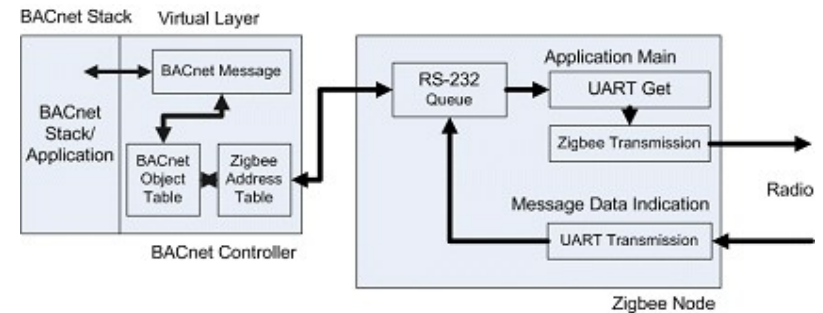 BACnet Stack
Virtual Layer
BACnet Message
BACnet
Stack/
Application
BACnet
Object
Table
Zigbee
Address
Table
BACnet Controller
RS-232
Queue
Application Main
UART Get
Zigbee Transmission
Radio
Message Data Indication
UART Transmission
Zigbee Node